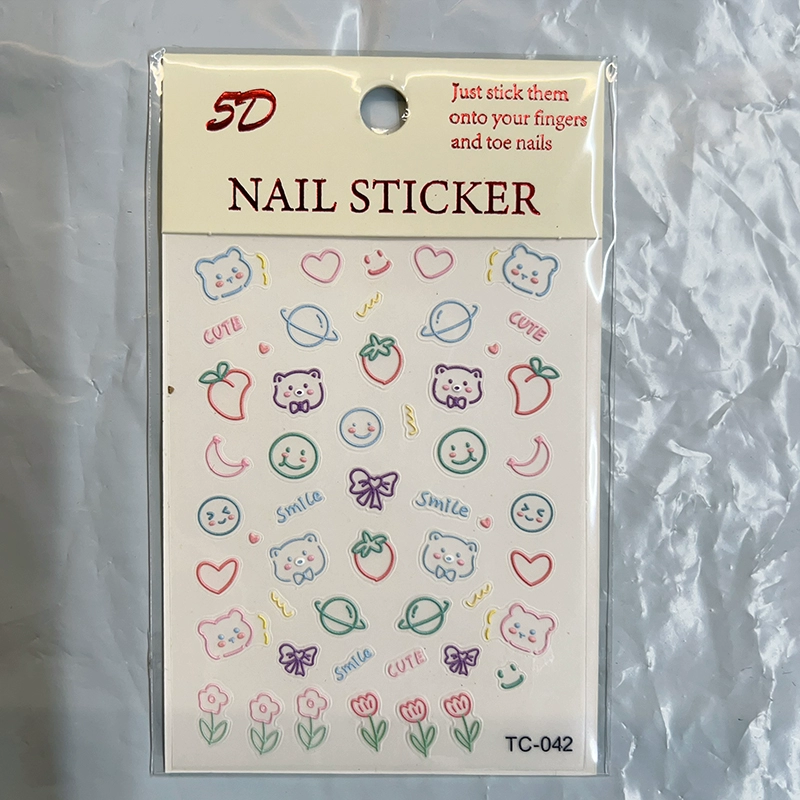 5D
Just stick them
onto your fingers
and toe nails
NAIL STICKER
CUTE
CUTE
Smile
Smile
Smile
CUTE
TC-042